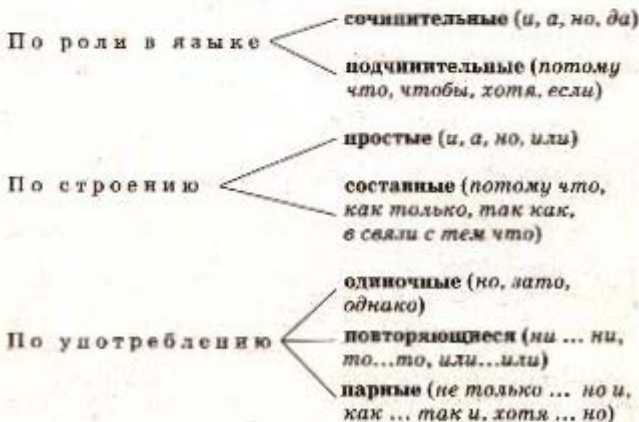 По роли в языке
сочинительные (и, а, но, да)
подчинительные (потому
что, чтобы, хотя, если)
По строению
простые (и, а, но, или)
составные (потому что,
как только, так как,
в связи с тем что)
По употреблению
одиночные (но, зато,
однако)
повторяющиеся (ни ... ни,
то...то, или...или)
парные (не только ... но и,
как ... так и, хотя ... но)